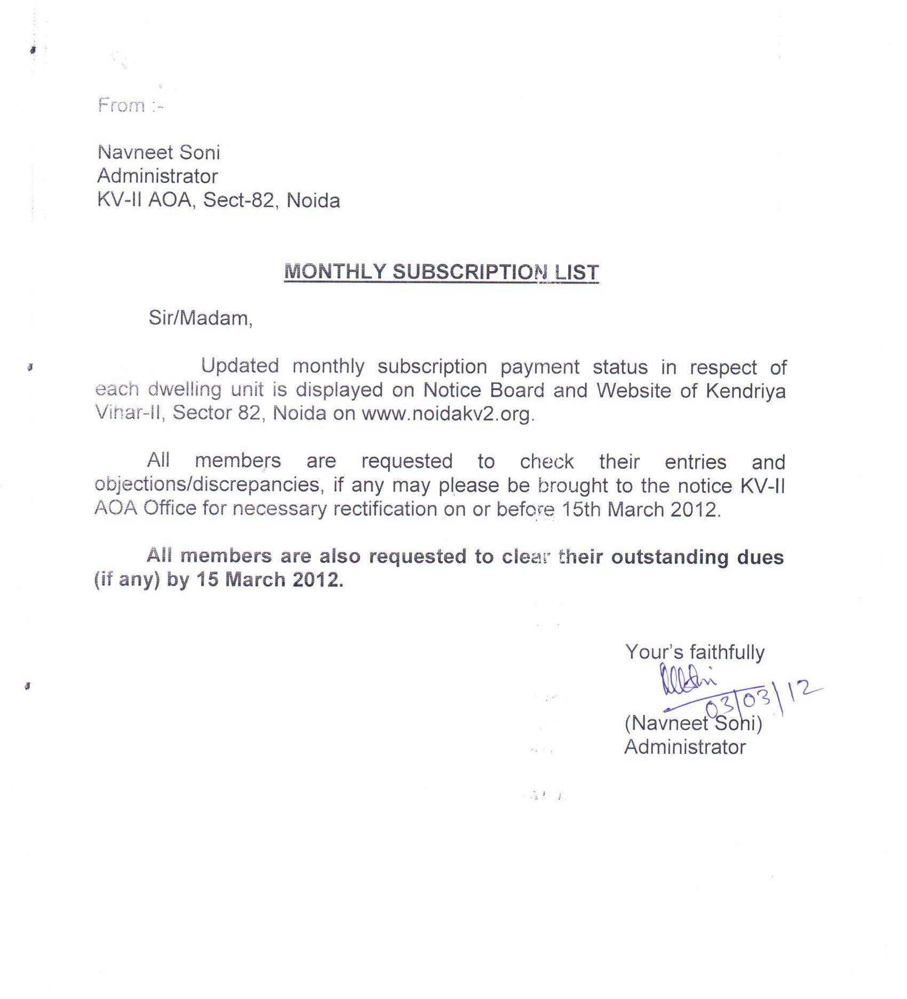 From :-
Navneet Soni
Administrator
KV-II AOA, Sect-82, Noida
MONTHLY SUBSCRIPTION LIST
Sir/Madam,
Updated monthly subscription payment status in respect of
each dwelling unit is displayed on Notice Board and Website of Kendriya
Vihar-II, Sector 82, Noida on www.noidakv2.org.
All members are requested to check their entries and
objections/discrepancies, if any may please be brought to the notice KV-II
AOA Office for necessary rectification on or before 15th March 2012.
All members are also requested to clear their outstanding dues
(if any) by 15 March 2012.
Your's faithfully
03/03/12
(Navneet Soni)
Administrator